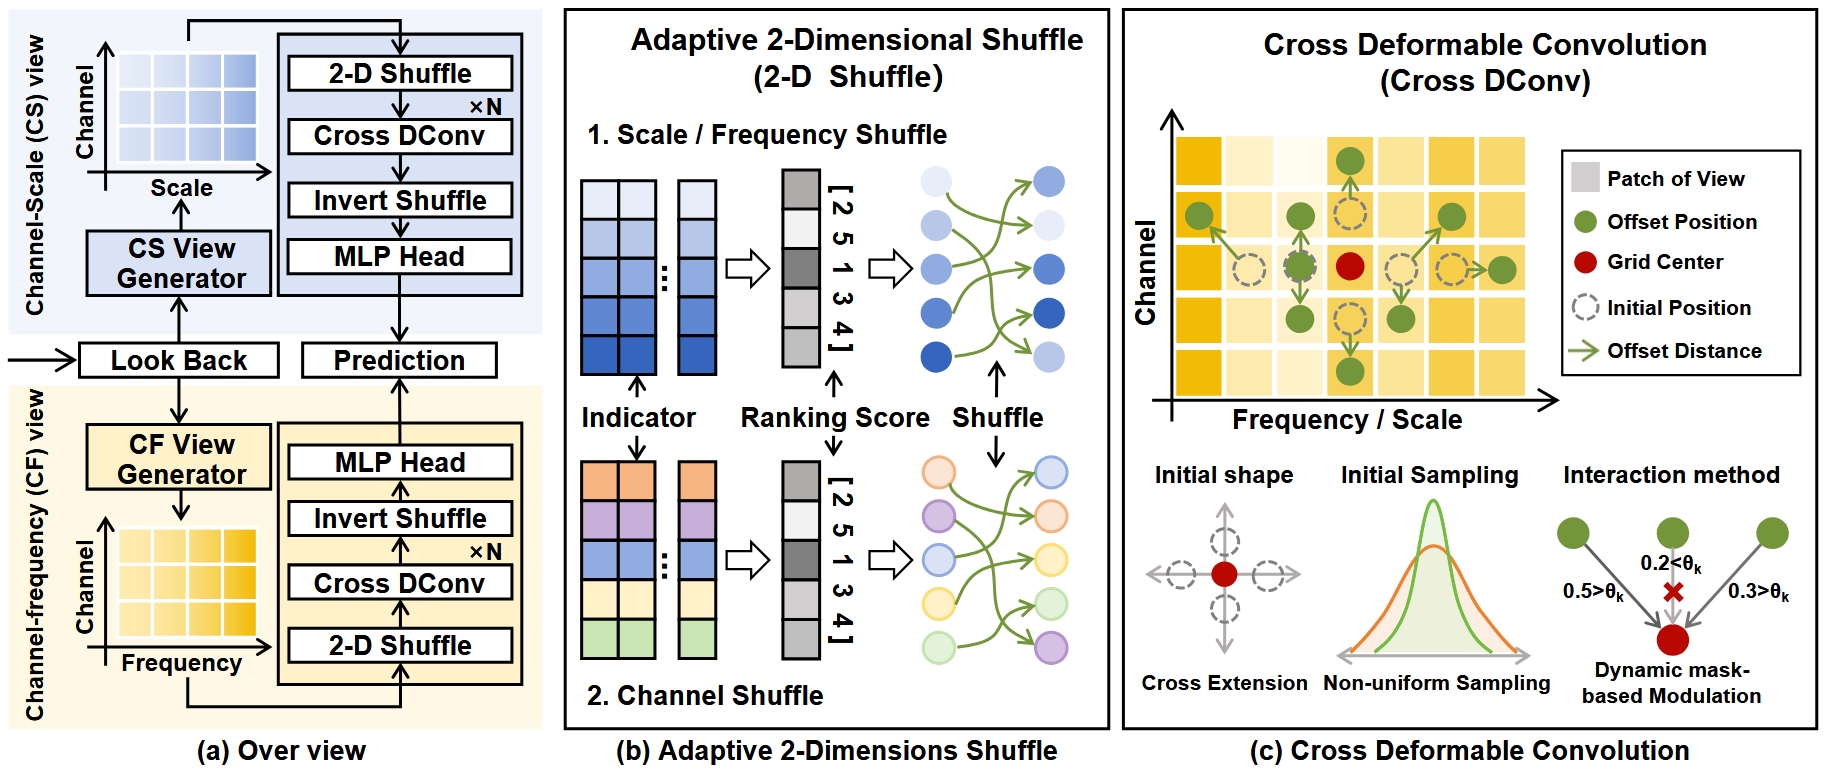 Channel-Scale (CS) view
Channel
Scale
CS View
Generator
2-D Shuffle
×N
Cross DConv
Invert Shuffle
MLP Head
Look Back
Prediction
Channel-frequency (CF) view
CF View
Generator
Channel
Frequency
MLP Head
Invert Shuffle
×N
Cross DConv
2-D Shuffle
(a) Over view
Adaptive 2-Dimensional Shuffle
(2-D Shuffle)
1. Scale / Frequency Shuffle
...
[ 2 5 1 3 4 ]
Indicator
Ranking Score
Shuffle
...
[ 2 5 1 3 4 ]
2. Channel Shuffle
(b) Adaptive 2-Dimensions Shuffle
Cross Deformable Convolution
(Cross DConv)
Channel
Frequency / Scale
Patch of View
Offset Position
Grid Center
Initial Position
Offset Distance
Initial shape
Cross Extension
Initial Sampling
Non-uniform Sampling
Interaction method
0.2<θk
0.5>θk
0.3>θk
Dynamic mask-
based Modulation
(c) Cross Deformable Convolution